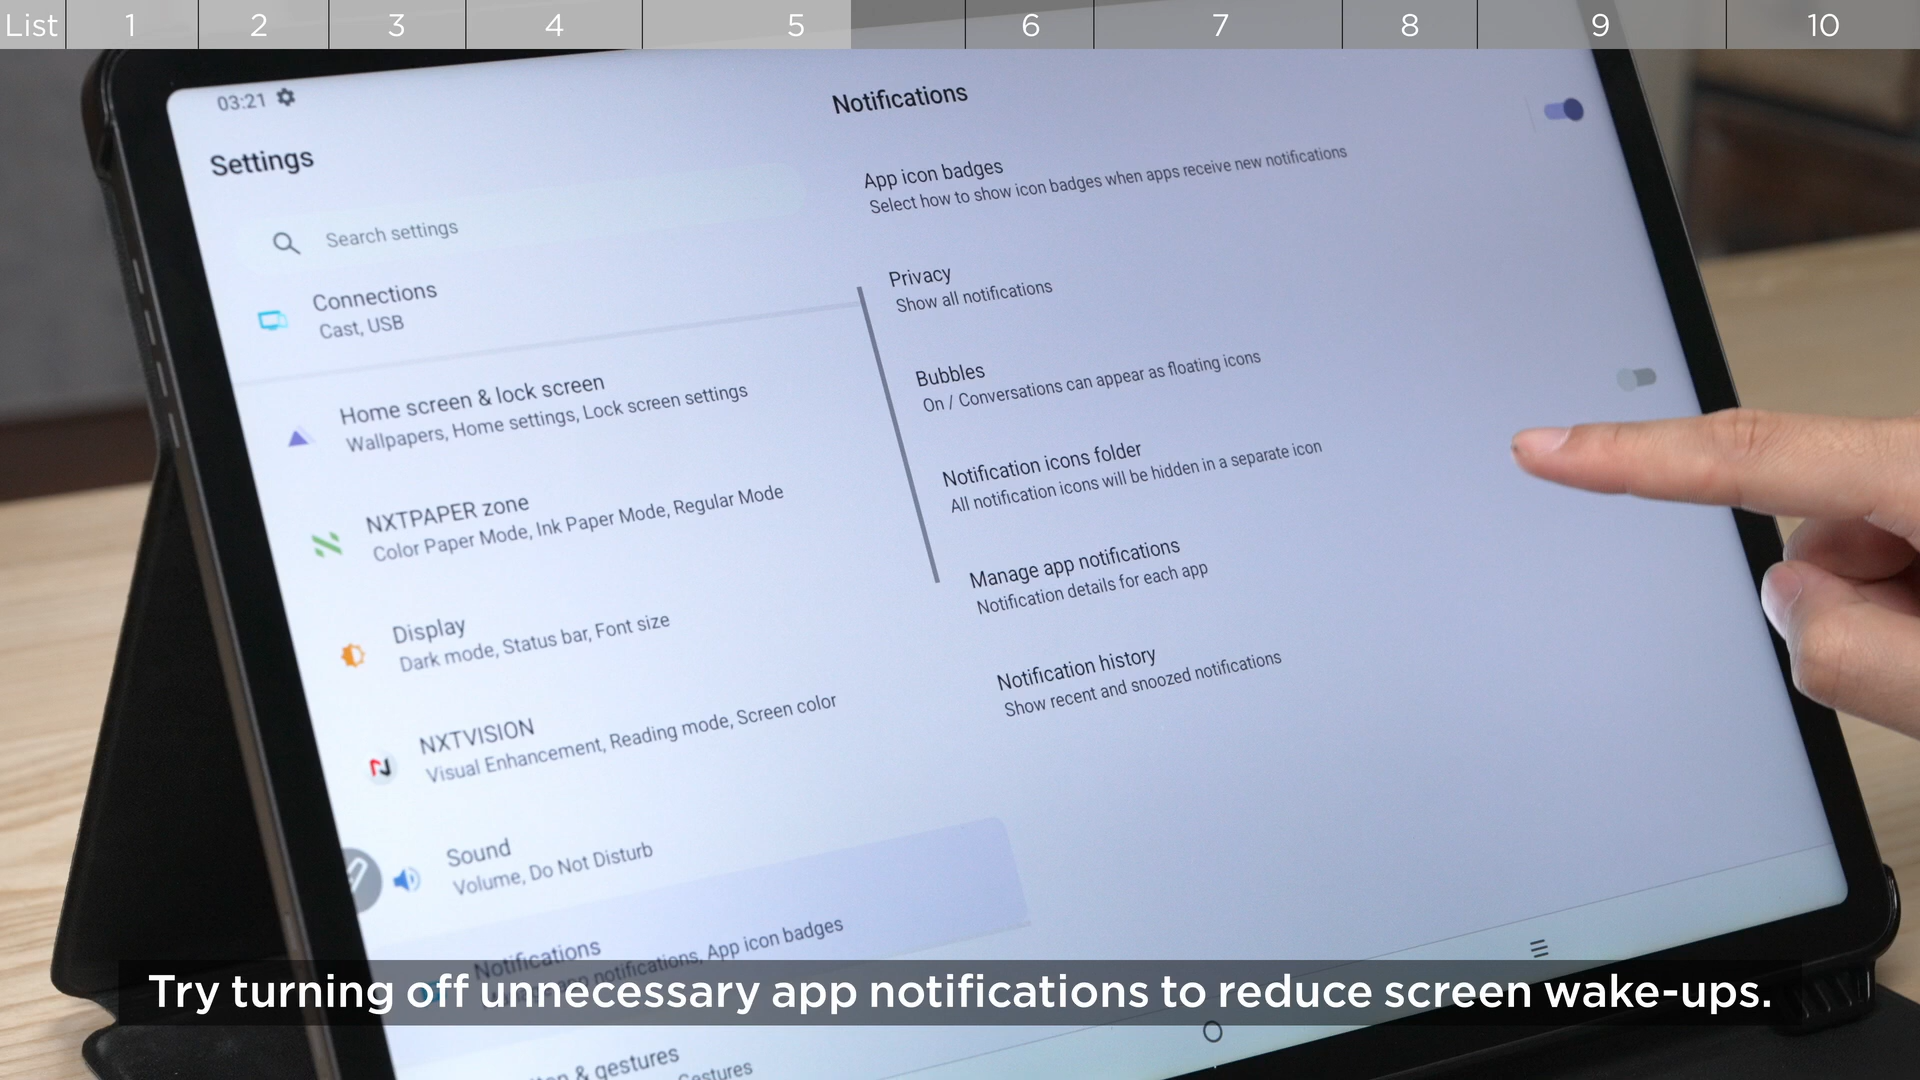 List 1 2 3 4 5 6 7 8 9 10
03:21
Settings
Search settings
Connections
Cast, USB
Home screen & lock screen
Wallpapers, Home settings, Lock screen settings
NXTPAPER zone
Color Paper Mode, Ink Paper Mode, Regular Mode
Display
Dark mode, Status bar, Font size
NXTVISION
Visual Enhancement, Reading mode, Screen color
Sound
Volume, Do Not Disturb
Notifications
notifications, App icon badges
& gestures
Gestures
Notifications
App icon badges
Select how to show icon badges when apps receive new notifications
Privacy
Show all notifications
Bubbles
On / Conversations can appear as floating icons
Notification icons folder
All notification icons will be hidden in a separate icon
Manage app notifications
Notification details for each app
Notification history
Show recent and snoozed notifications
Try turning off unnecessary app notifications to reduce screen wake-ups.